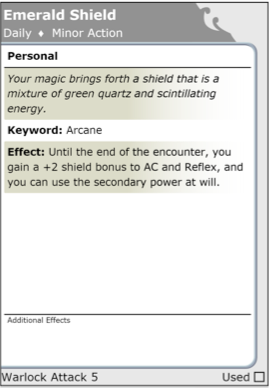 Emerald Shield
Daily ♦ Minor Action
Personal
Your magic brings forth a shield that is a
mixture of green quartz and scintillating
energy.
Keyword: Arcane
Effect: Until the end of the encounter, you
gain a +2 shield bonus to AC and Reflex, and
you can use the secondary power at will.
Additional Effects
Warlock Attack 5 Used ☐